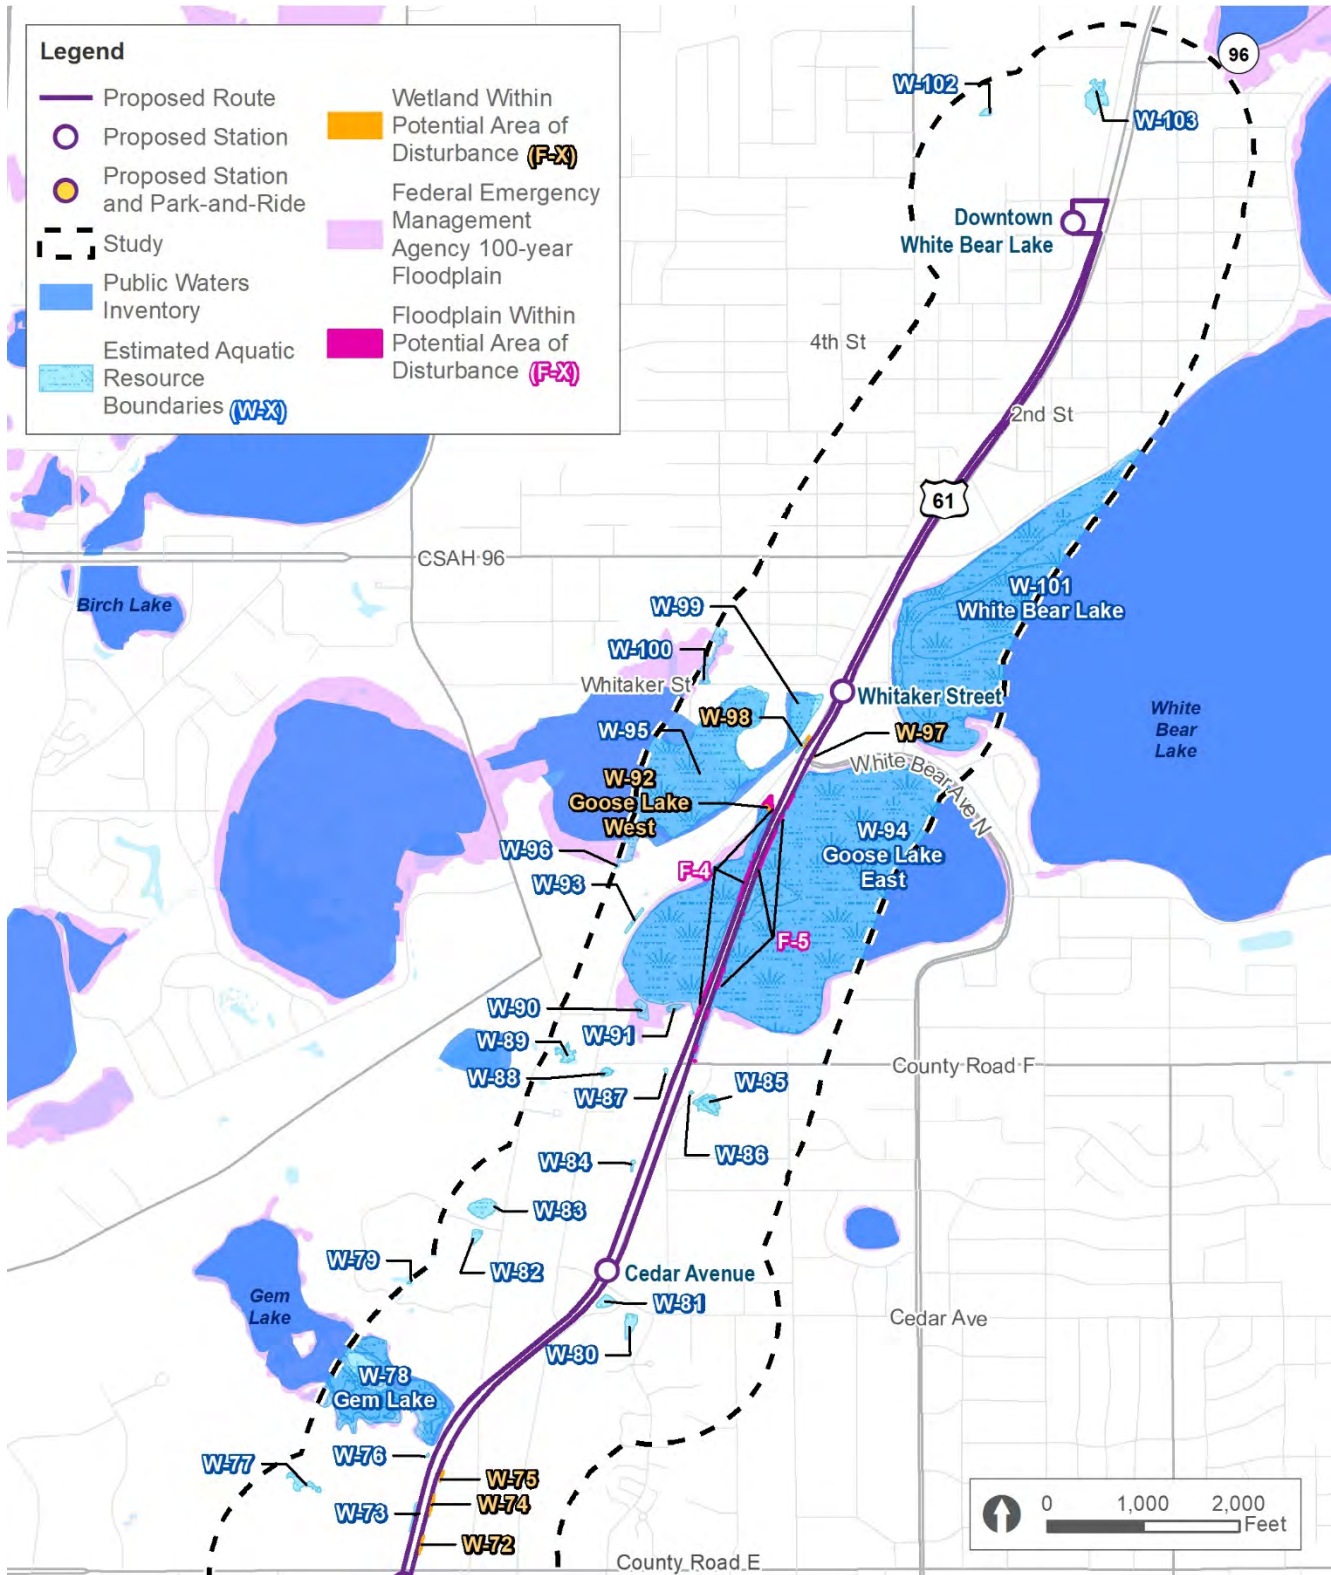 Legend
Proposed Route
Proposed Station
Proposed Station
and Park-and-Ride
Study
Public Waters
Inventory
Estimated Aquatic
Resource
Boundaries (W-X)
Wetland Within
Potential Area of
Disturbance (F-X)
Federal Emergency
Management
Agency 100-year
Floodplain
Floodplain Within
Potential Area of
Disturbance (F-X)
96
W-102
W-103
Downtown
White Bear Lake
4th St
2nd St
61
CSAH 96
Birch Lake
W-101
White Bear Lake
W-99
W-100
Whitaker St
Whitaker Street
W-98
W-95
W-97
White
Bear
Lake
White Bear Ave N
W-92
Goose Lake
West
W-94
Goose Lake
East
W-96
F-4
W-93
F-5
W-90
W-91
W-89
County Road F
W-88
W-87
W-85
W-86
W-84
W-83
W-79
W-82
Cedar Avenue
Gem
Lake
W-81
Cedar Ave
W-80
W-78
Gem Lake
W-76
W-77
W-75
W-74
W-73
W-72
0 1,000 2,000
Feet
County Road E